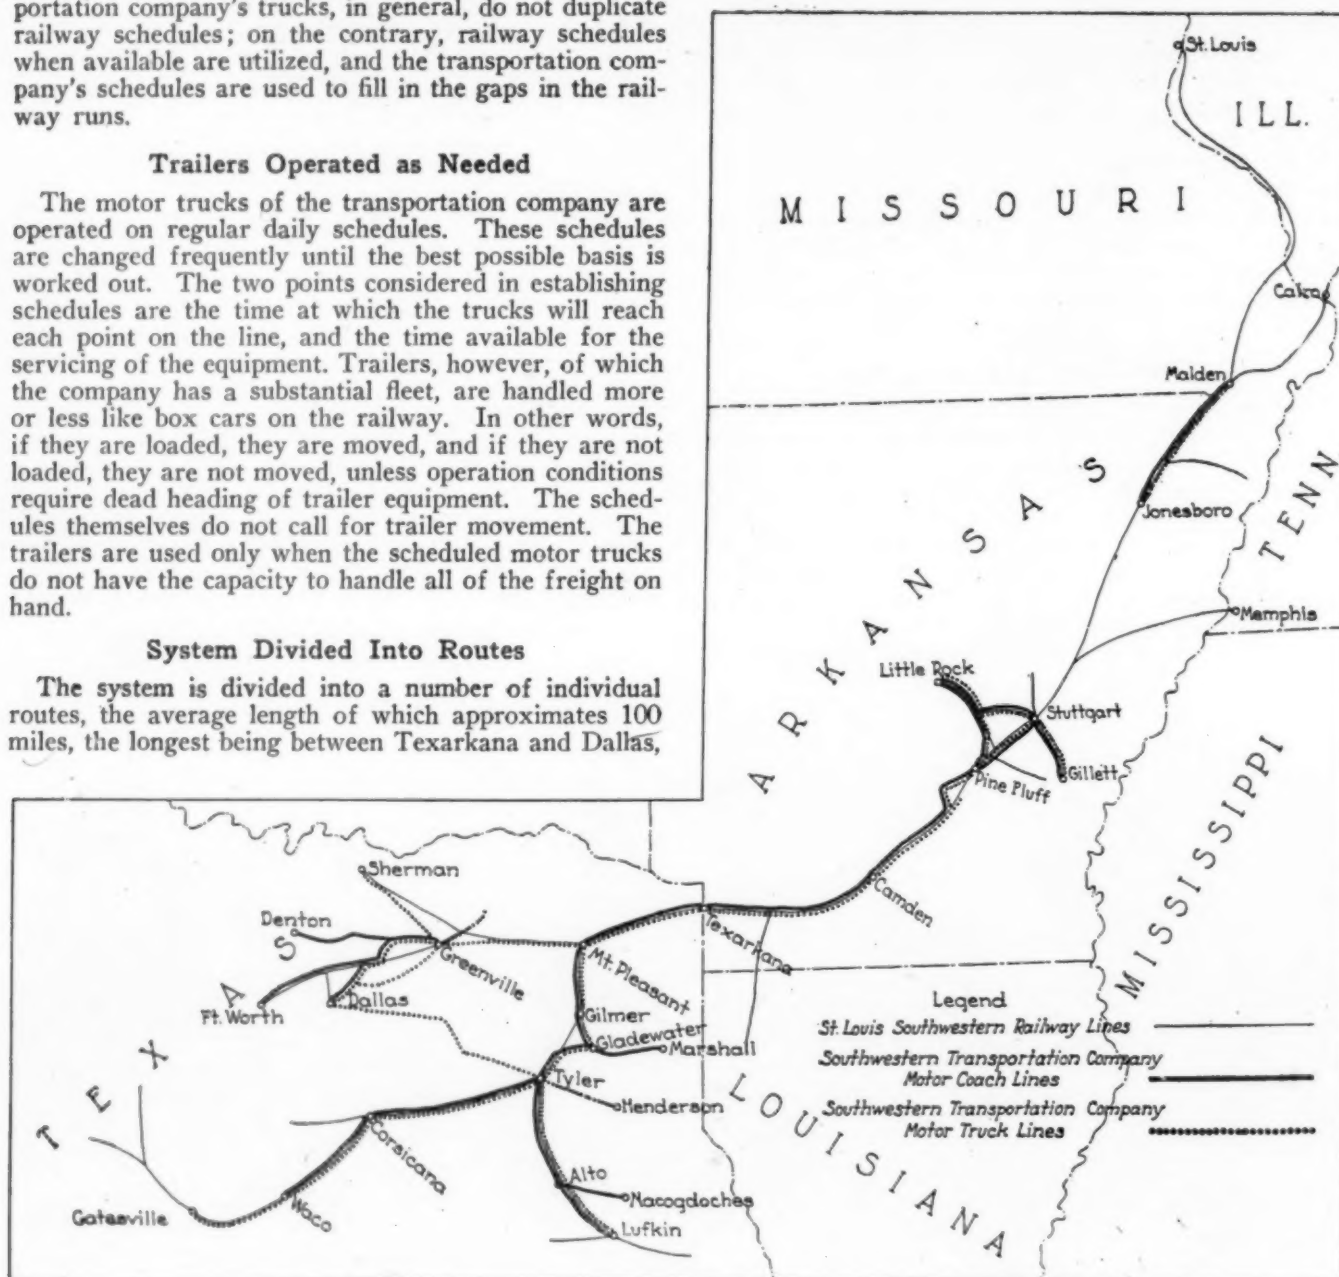 portation company's trucks, in general, do not duplicate
railway schedules; on the contrary, railway schedules
when available are utilized, and the transportation com-
pany's schedules are used to fill in the gaps in the rail-
way runs.
Trailers Operated as Needed
The motor trucks of the transportation company are
operated on regular daily schedules. These schedules
are changed frequently until the best possible basis is
worked out. The two points considered in establishing
schedules are the time at which the trucks will reach
each point on the line, and the time available for the
servicing of the equipment. Trailers, however, of which
the company has a substantial fleet, are handled more
or less like box cars on the railway. In other words,
if they are loaded, they are moved, and if they are not
loaded, they are not moved, unless operation conditions
require dead heading of trailer equipment. The sched-
ules themselves do not call for trailer movement. The
trailers are used only when the scheduled motor trucks
do not have the capacity to handle all of the freight on
hand.
System Divided Into Routes
The system is divided into a number of individual
routes, the average length of which approximates 100
miles, the longest being between Texarkana and Dallas,
St. Louis
ILL.
MISSOURI
Cairo
Malden
ARKANSAS
Jonesboro
TENN
Memphis
Little Rock
Stuttgart
Gillett
Pine Pluff
MISSISSIPPI
Camden
Texarkana
Sherman
Denton
Greenville
Mt. Pleasant
Dallas
Ft. Worth
Gilmer
Gladewater
Marshall
TEXAS
Tyler
Henderson
LOUISIANA
Corsicana
Alto
Nacogdoches
Gatesville
Waco
Lufkin
Legend
St. Louis Southwestern Railway Lines
Southwestern Transportation Company
Motor Coach Lines
Southwestern Transportation Company
Motor Truck Lines